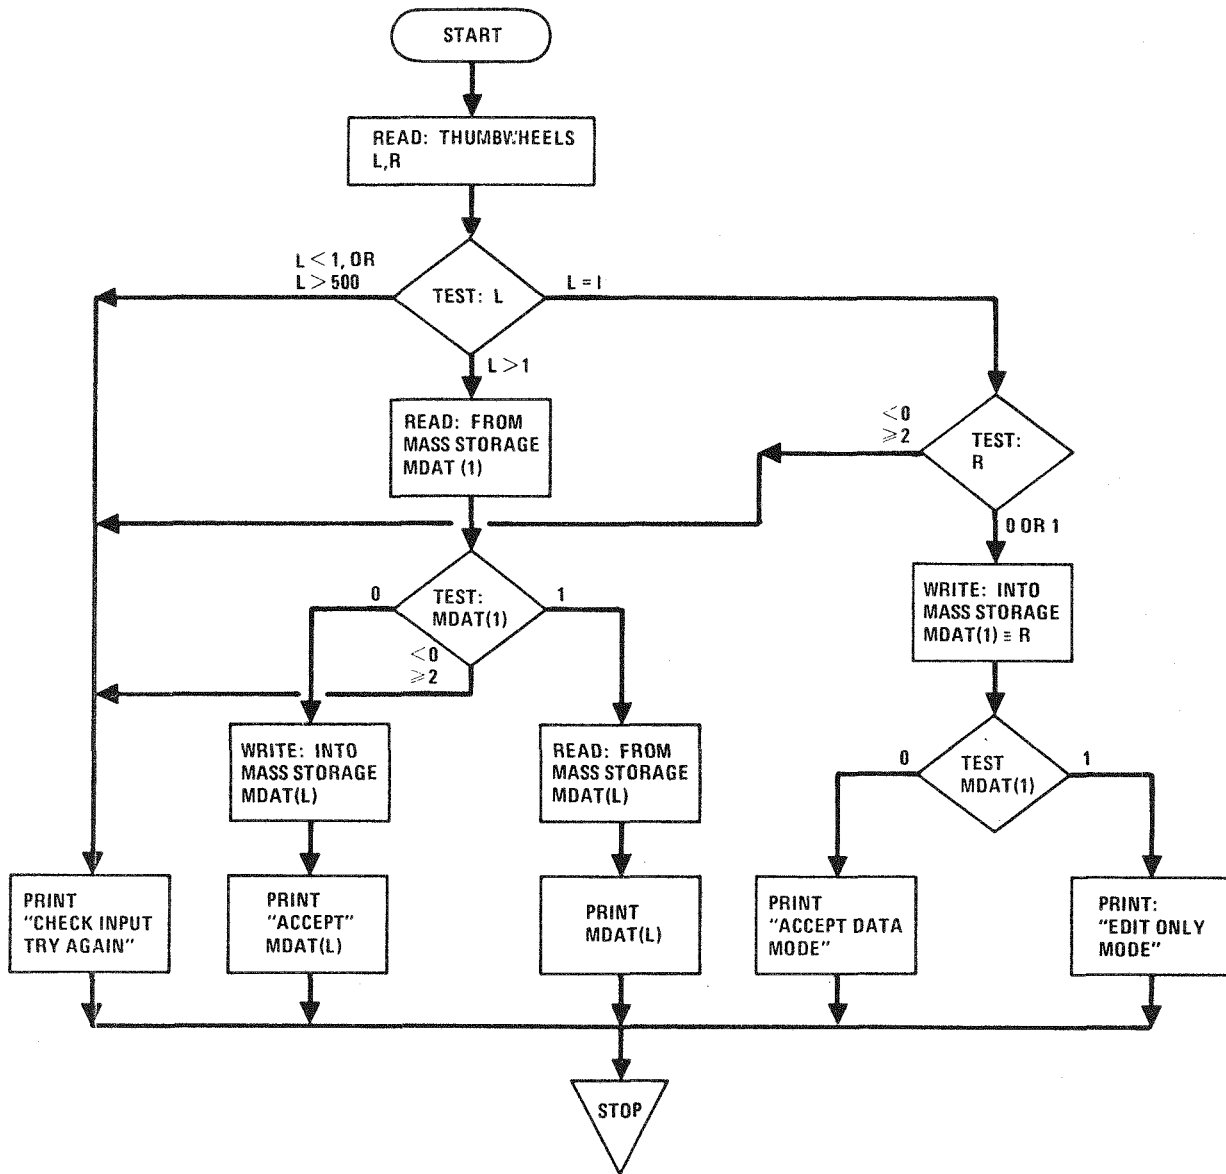 START
READ: THUMBWHEELS
L,R
L < 1, OR
L > 500
TEST: L
L = I
L > 1
READ: FROM
MASS STORAGE
MDAT (1)
< 0
⩾ 2
TEST:
R
0 OR 1
0
TEST:
MDAT(1)
1
< 0
⩾ 2
WRITE: INTO
MASS STORAGE
MDAT(1) ≡ R
WRITE: INTO
MASS STORAGE
MDAT(L)
READ: FROM
MASS STORAGE
MDAT(L)
0
TEST
MDAT(1)
1
PRINT
"CHECK INPUT
TRY AGAIN"
PRINT
"ACCEPT"
MDAT(L)
PRINT
MDAT(L)
PRINT
"ACCEPT DATA
MODE"
PRINT:
"EDIT ONLY
MODE"
STOP